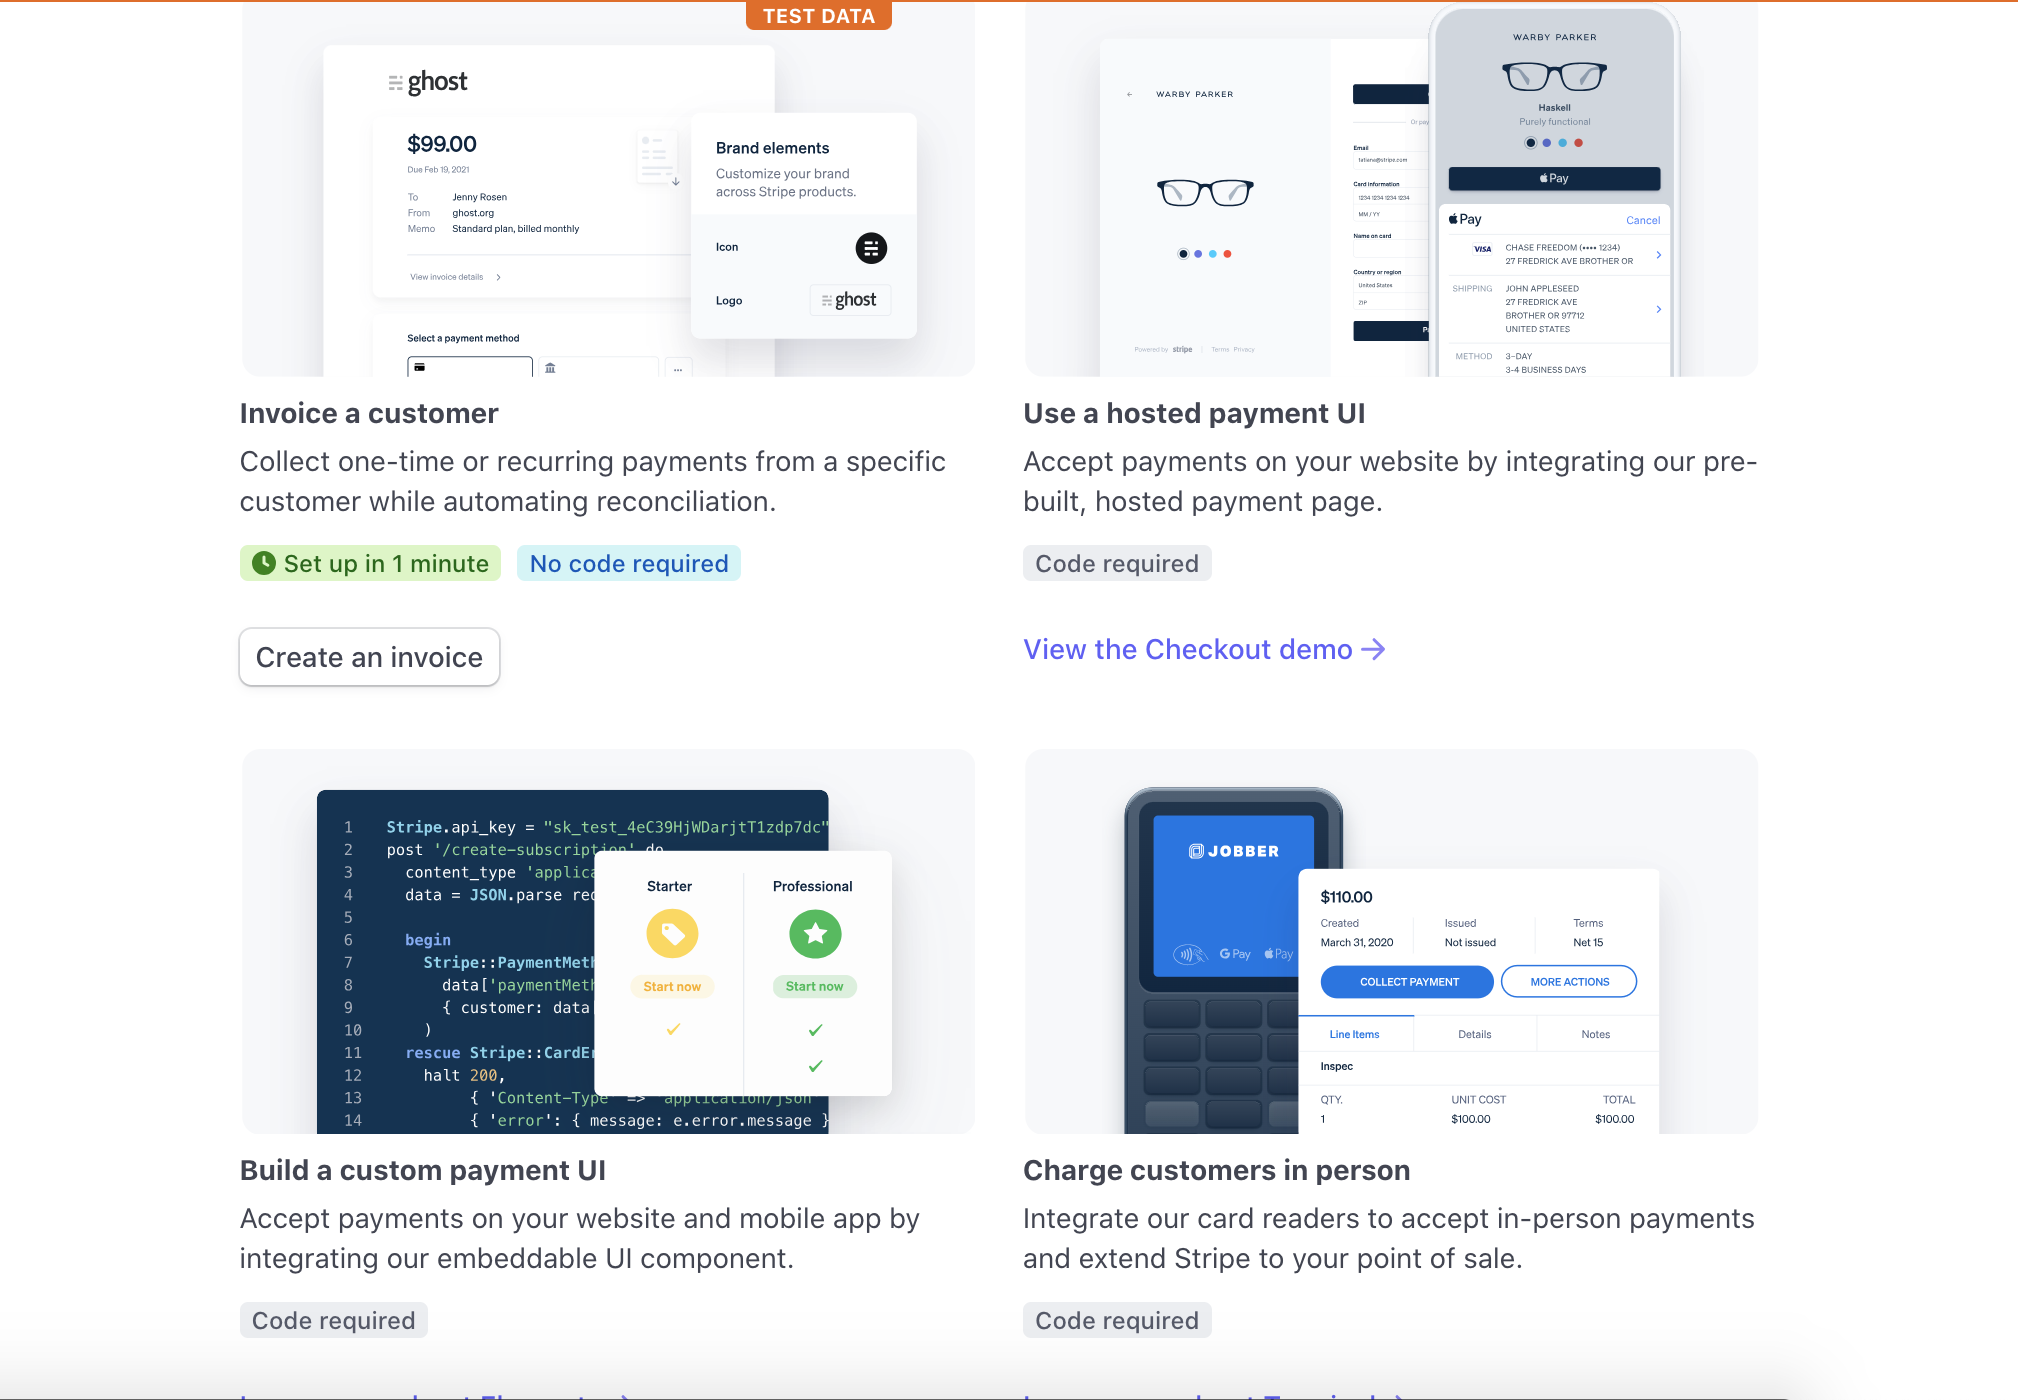 TEST DATA
ghost
$99.00
Due Feb 19, 2021
To Jenny Rosen
From ghost.org
Memo Standard plan, billed monthly
View invoice details
Select a payment method
Brand elements
Customize your brand
across Stripe products.
Icon
Logo ghost
WARBY PARKER
Or pay
Email
tatiana@stripe.com
Card information
1234 1234 1234 1234
MM / YY
Name on card
Country or region
United States
ZIP
Powered by stripe Terms Privacy
WARBY PARKER
Haskell
Purely functional
Pay
Pay Cancel
VISA CHASE FREEDOM (•••• 1234)
27 FREDRICK AVE BROTHER OR
SHIPPING JOHN APPLESEED
27 FREDRICK AVE
BROTHER OR 97712
UNITED STATES
METHOD 3-DAY
3-4 BUSINESS DAYS
Invoice a customer
Collect one-time or recurring payments from a specific
customer while automating reconciliation.
Set up in 1 minute No code required
Create an invoice
Use a hosted payment UI
Accept payments on your website by integrating our pre-
built, hosted payment page.
Code required
View the Checkout demo →
1 Stripe.api_key = "sk_test_4eC39HjWDarjtT1zdp7dc"
2 post '/create-subscription' do
3 content_type 'applica
4 data = JSON.parse req
5
6 begin
7 Stripe::PaymentMeth
8 data['paymentMeth
9 { customer: data[
10 )
11 rescue Stripe::CardEr
12 halt 200,
13 { 'Content-Type' => 'application/json'
14 { 'error': { message: e.error.message }
Starter Professional
Start now Start now
JOBBER
G Pay Pay
$110.00
Created Issued Terms
March 31, 2020 Not issued Net 15
COLLECT PAYMENT MORE ACTIONS
Line Items Details Notes
Inspec
QTY. UNIT COST TOTAL
1 $100.00 $100.00
Build a custom payment UI
Accept payments on your website and mobile app by
integrating our embeddable UI component.
Code required
Charge customers in person
Integrate our card readers to accept in-person payments
and extend Stripe to your point of sale.
Code required